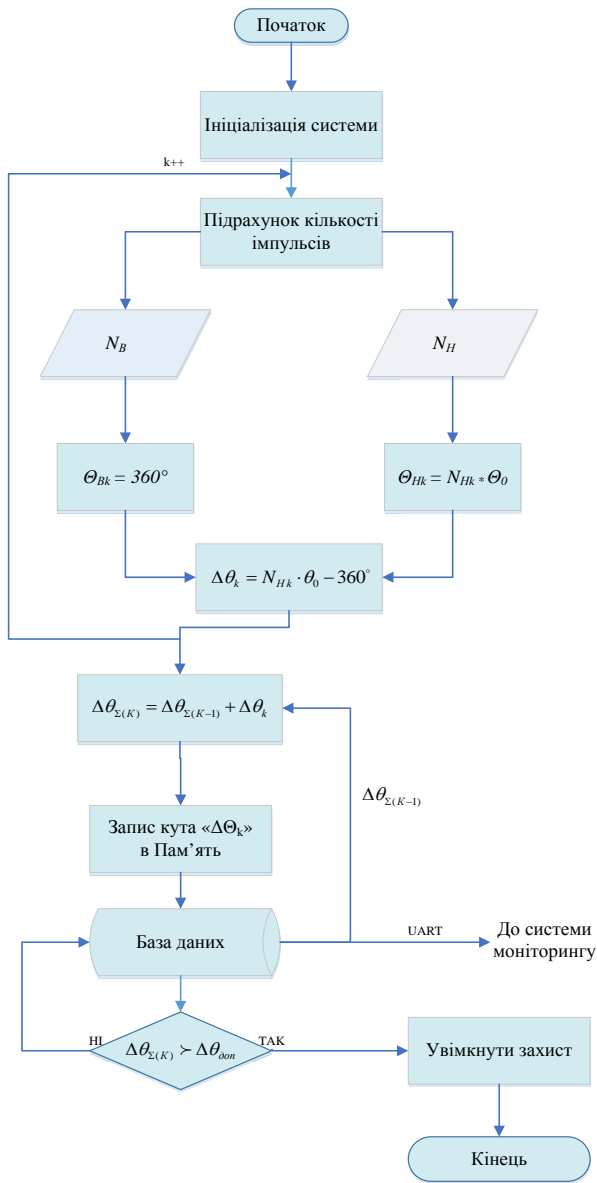 Початок
Ініціалізація системи
k++
Підрахунок кількості
імпульсів
N_B
N_H
Θ_Bk = 360°
Θ_Hk = N_Hk * Θ_0
Δθ_k = N_Hk · θ_0 − 360°
Δθ_Σ(K) = Δθ_Σ(K−1) + Δθ_k
Δθ_Σ(K−1)
Запис кута «ΔΘ_k»
в Пам’ять
База даних
UART
До системи
моніторингу
НІ
Δθ_Σ(K) ≻ Δθ_доп
ТАК
Увімкнути захист
Кінець